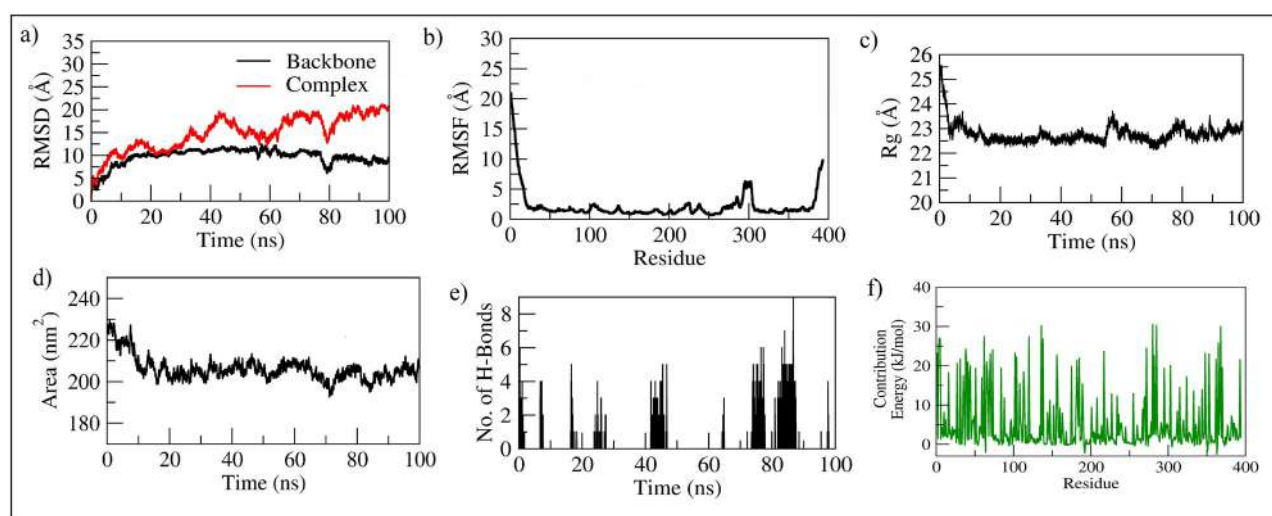 a)
35
30
25
20
15
10
5
0
RMSD (Å)
Backbone
Complex
0 20 40 60 80 100
Time (ns)
b)
30
25
20
15
10
5
0
RMSF (Å)
0 100 200 300 400
Residue
c)
26
25
24
23
22
21
20
Rg (Å)
0 20 40 60 80 100
Time (ns)
d)
240
220
200
180
Area (nm²)
0 20 40 60 80 100
Time (ns)
e)
8
6
4
2
0
No. of H-Bonds
0 20 40 60 80 100
Time (ns)
f)
40
30
20
10
0
Contribution
Energy (kJ/mol)
0 100 200 300 400
Residue